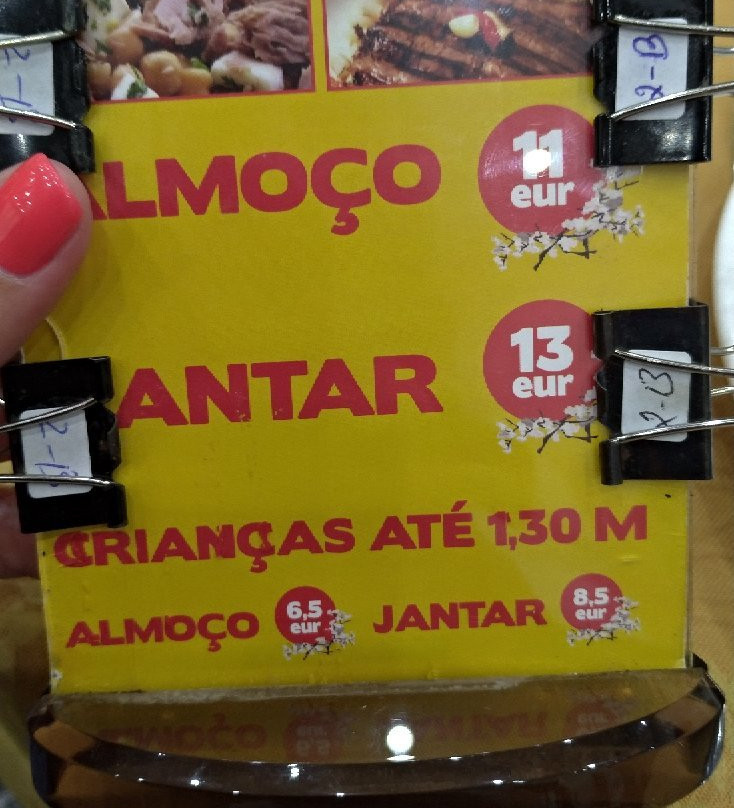 ALMOÇO 11 eur
JANTAR 13 eur
CRIANÇAS ATÉ 1,30 M
ALMOÇO 6,5 eur JANTAR 8,5 eur